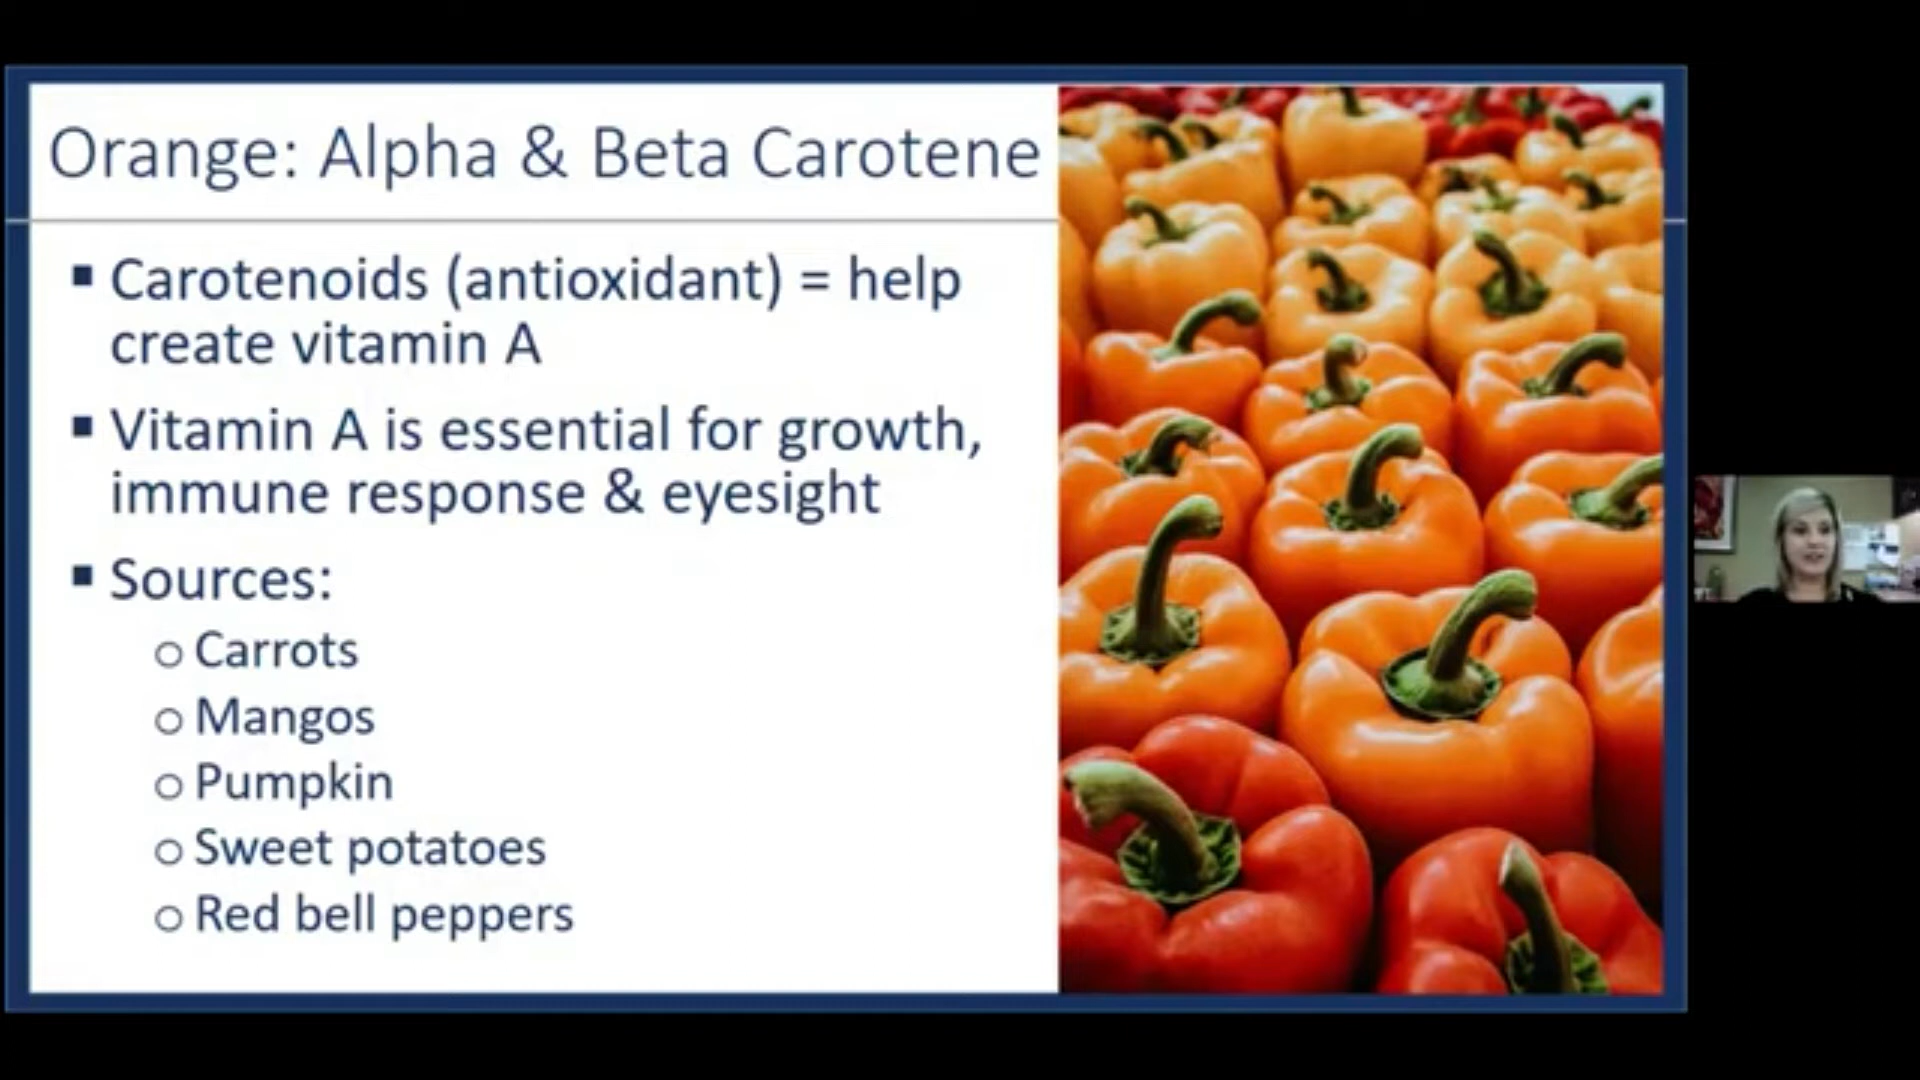 Orange: Alpha & Beta Carotene
▪ Carotenoids (antioxidant) = help
create vitamin A
▪ Vitamin A is essential for growth,
immune response & eyesight
▪ Sources:
o Carrots
o Mangos
o Pumpkin
o Sweet potatoes
o Red bell peppers